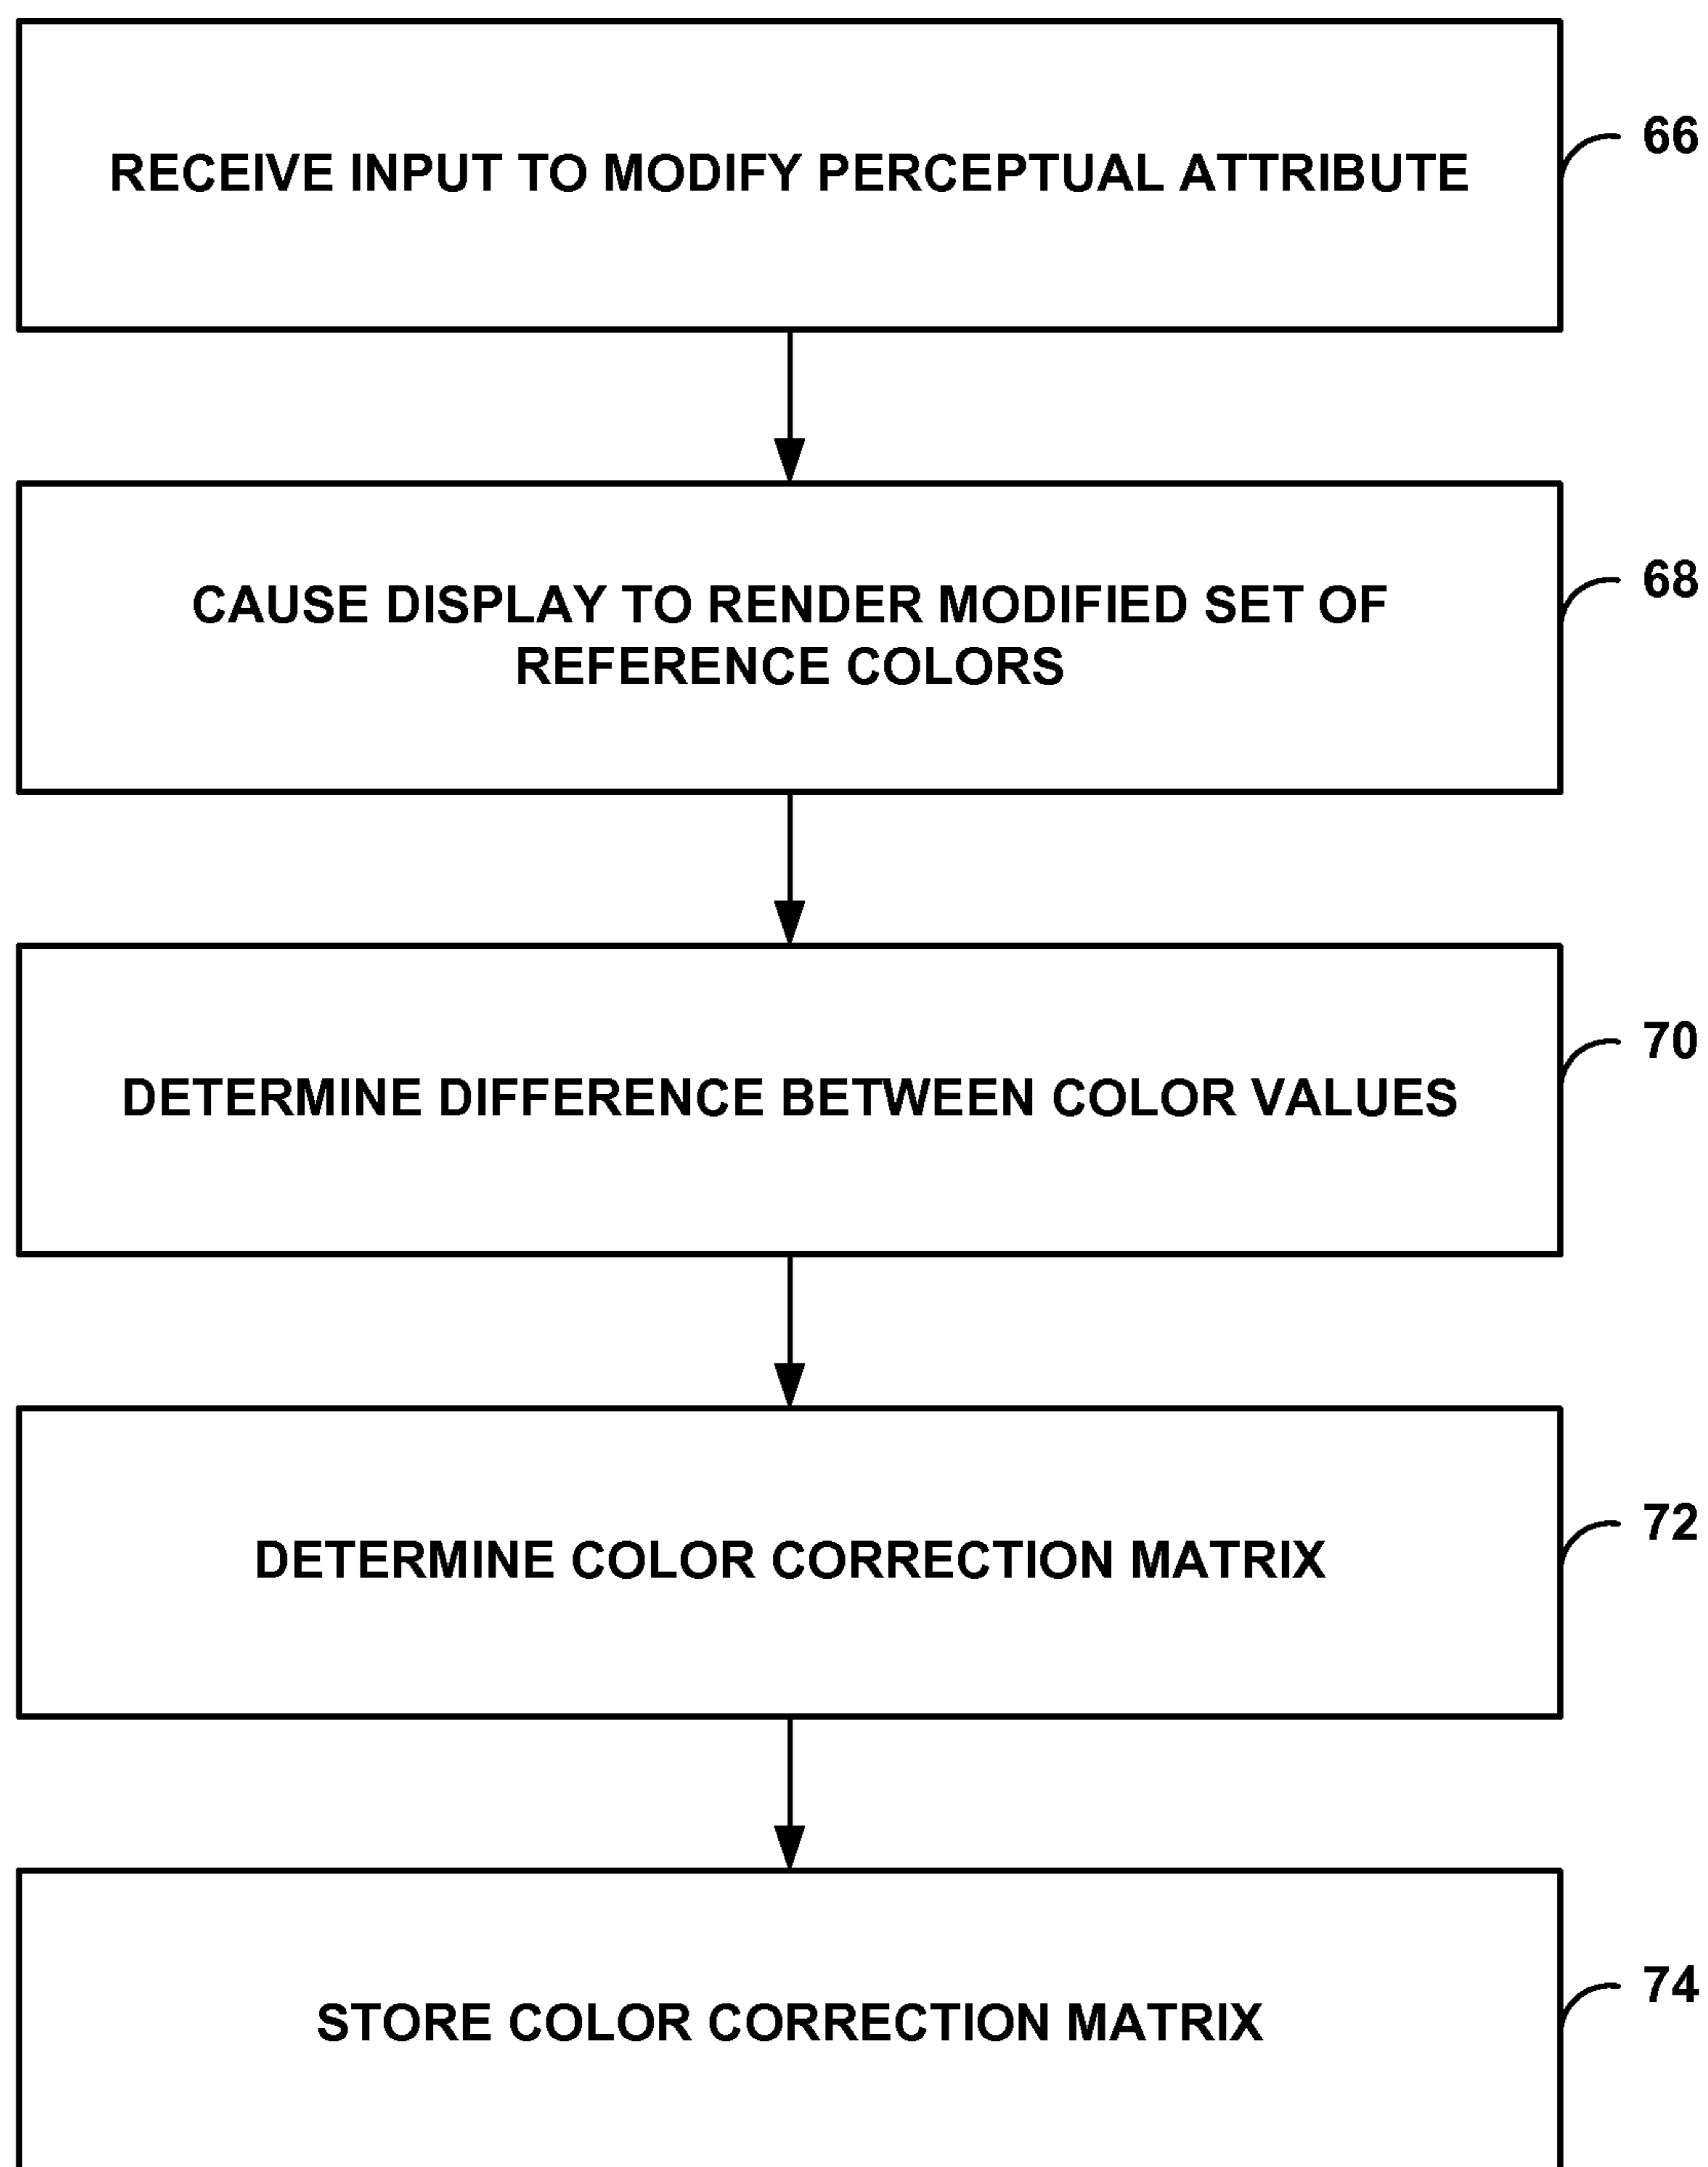 RECEIVE INPUT TO MODIFY PERCEPTUAL ATTRIBUTE
66
CAUSE DISPLAY TO RENDER MODIFIED SET OF
REFERENCE COLORS
68
DETERMINE DIFFERENCE BETWEEN COLOR VALUES
70
DETERMINE COLOR CORRECTION MATRIX
72
STORE COLOR CORRECTION MATRIX
74